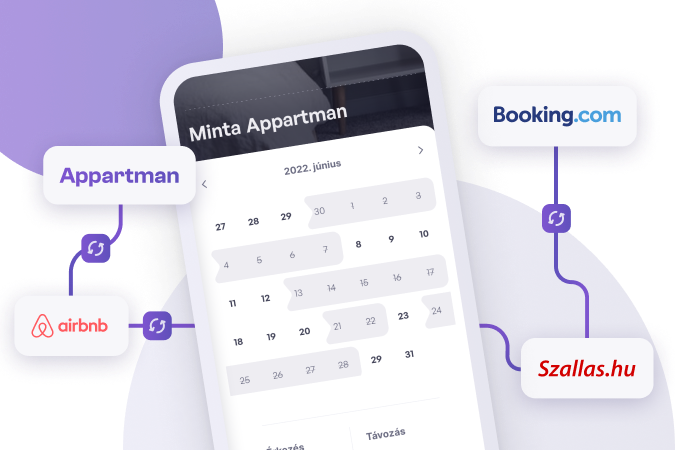 Minta Appartman
Booking.com
Appartman
2022. június
27 28 29 30 1 2 3
4 5 6 7 8 9 10
11 12 13 14 15 16 17
18 19 20 21 22 23 24
25 26 27 28 29 31
airbnb
Szallas.hu
Távozás